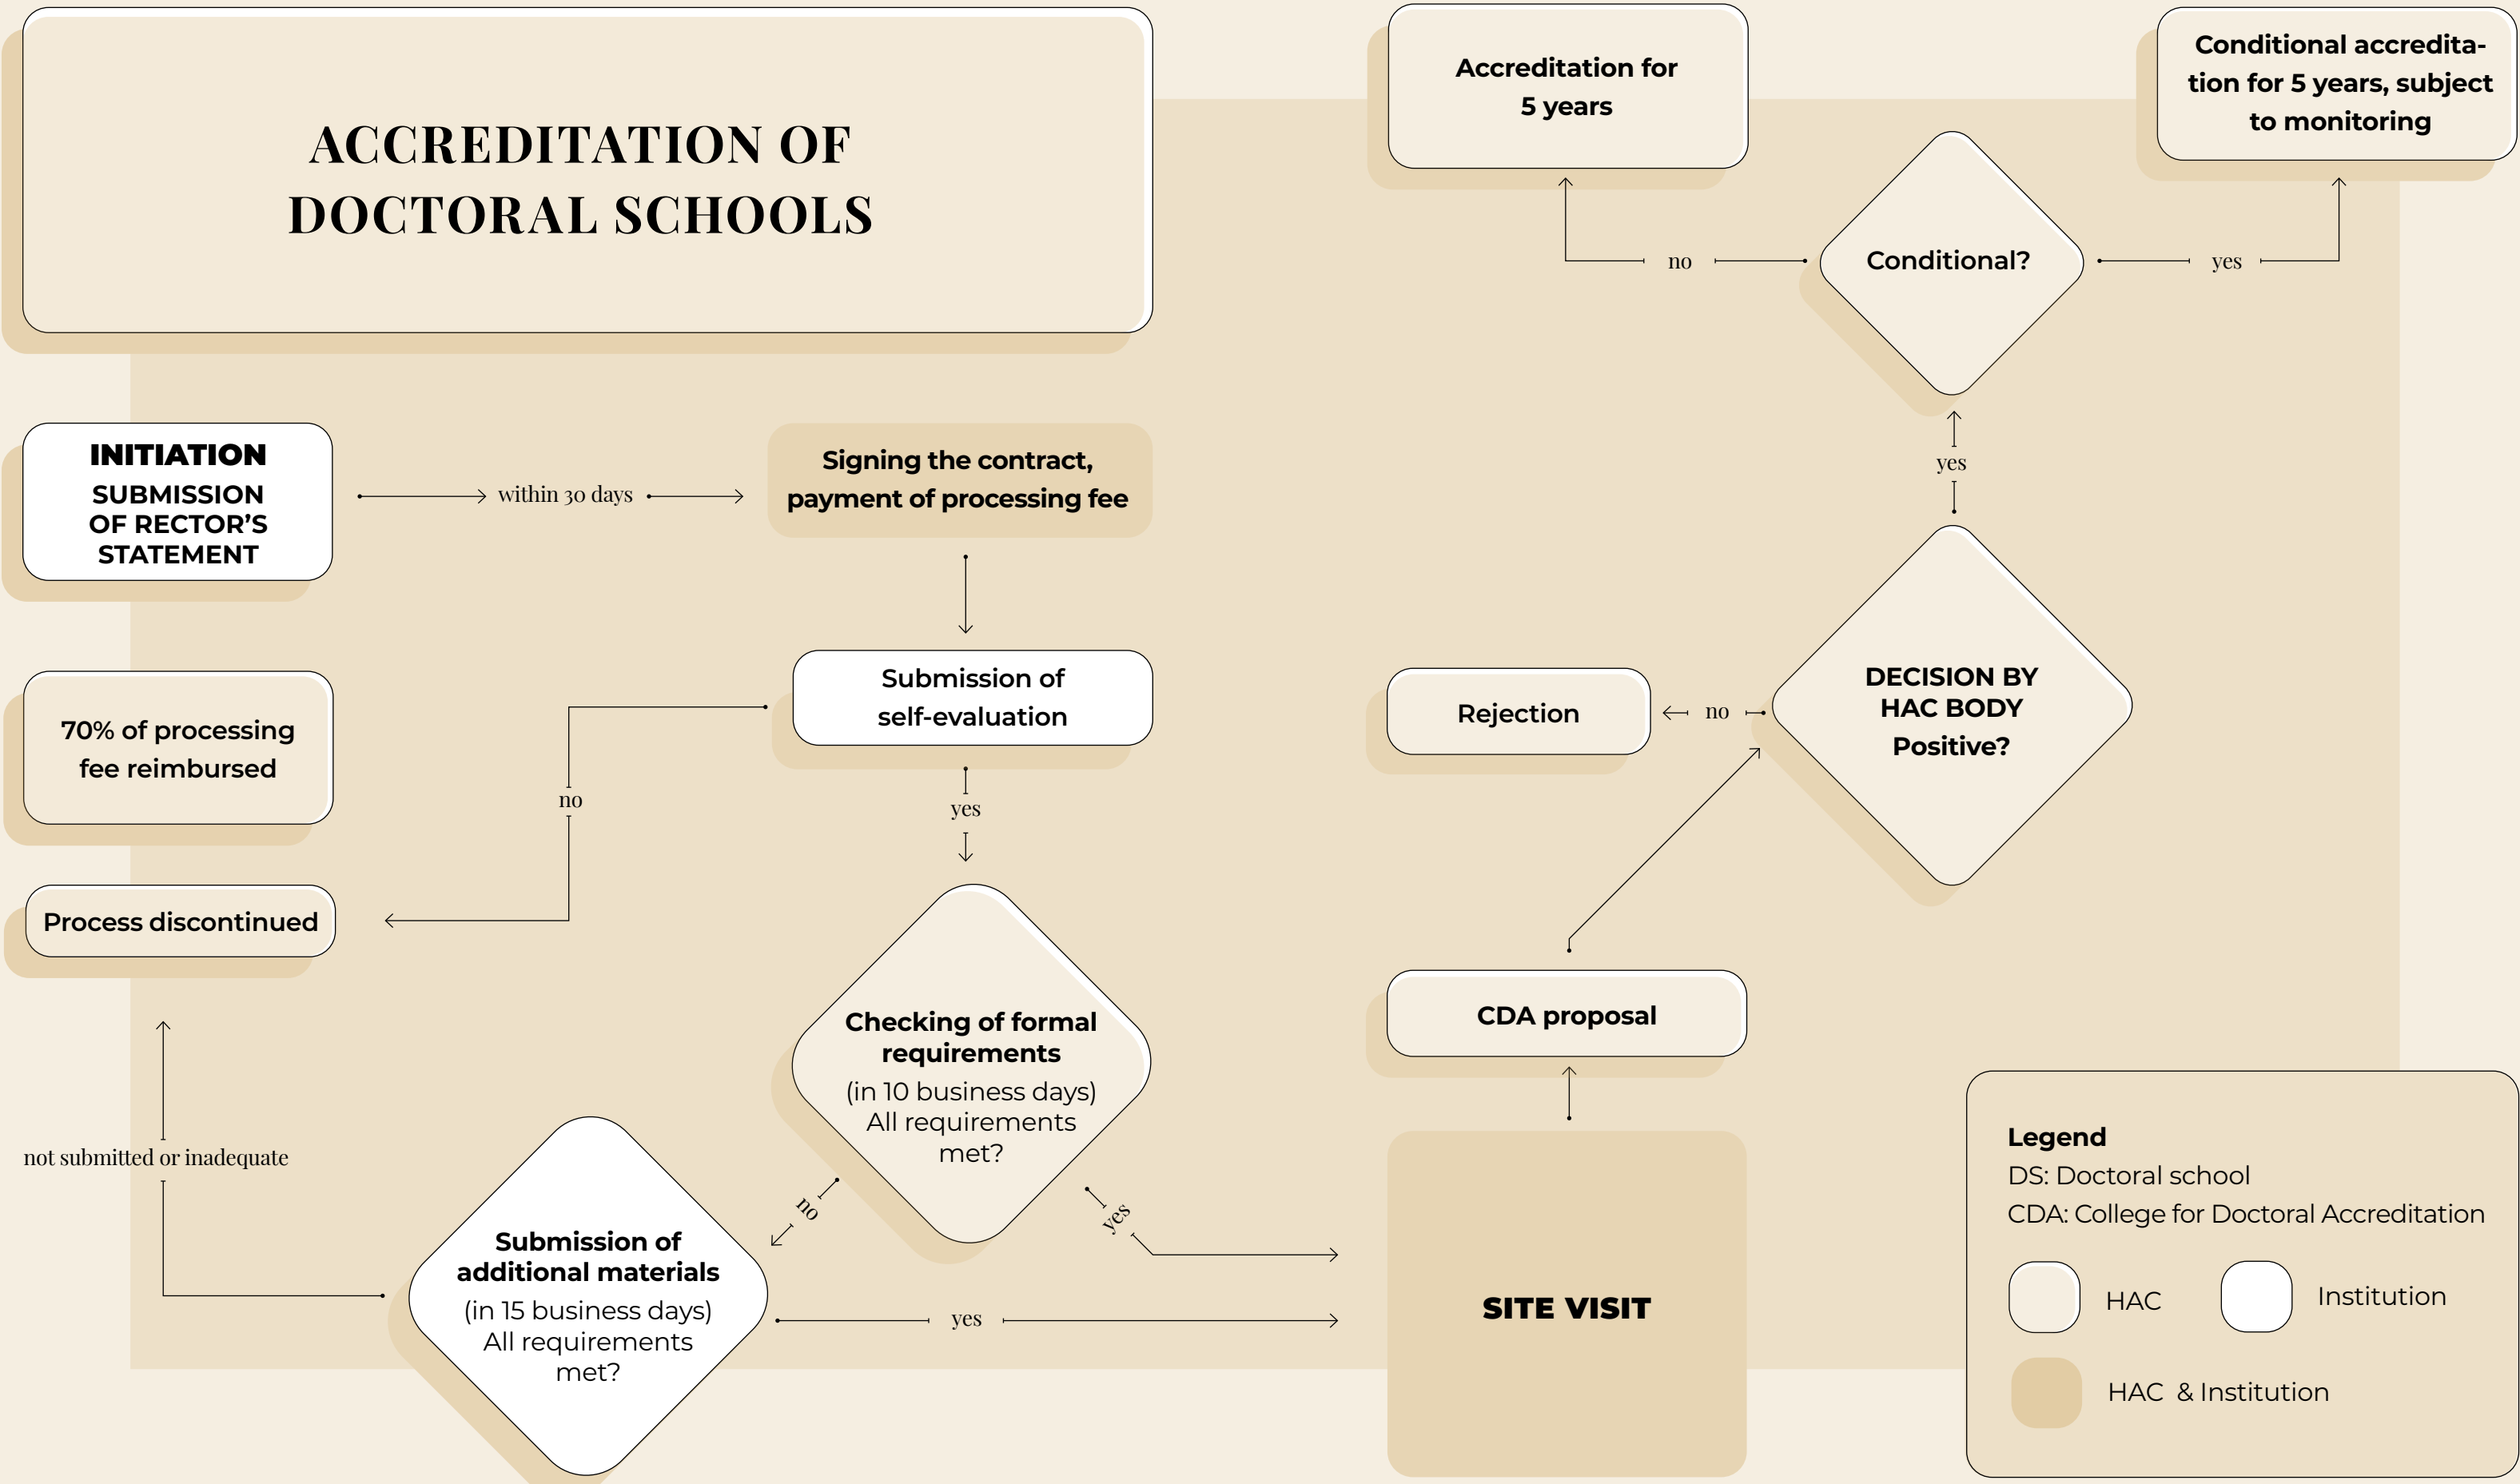 ACCREDITATION OF
DOCTORAL SCHOOLS
INITIATION
SUBMISSION
OF RECTOR’S
STATEMENT
within 30 days
Signing the contract,
payment of processing fee
Submission of
self-evaluation
no
yes
70% of processing
fee reimbursed
Process discontinued
Checking of formal
requirements
(in 10 business days)
All requirements
met?
no
yes
not submitted or inadequate
Submission of
additional materials
(in 15 business days)
All requirements
met?
yes
SITE VISIT
CDA proposal
DECISION BY
HAC BODY
Positive?
no
Rejection
yes
Conditional?
no
yes
Accreditation for
5 years
Conditional accredita-
tion for 5 years, subject
to monitoring
Legend
DS: Doctoral school
CDA: College for Doctoral Accreditation
HAC
Institution
HAC & Institution